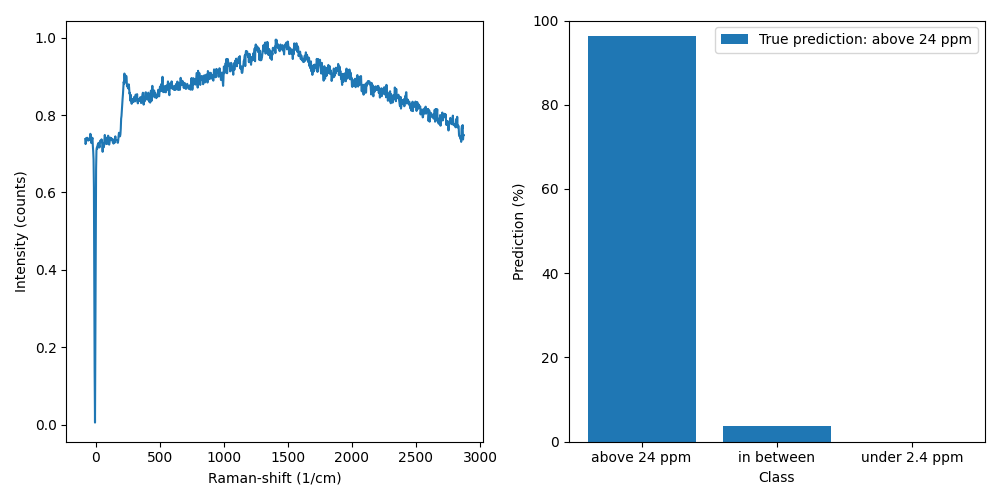 1.0
0.8
0.6
0.4
0.2
0.0
Intensity (counts)
0 500 1000 1500 2000 2500 3000
Raman-shift (1/cm)
100
80
60
40
20
0
Prediction (%)
True prediction: above 24 ppm
above 24 ppm in between under 2.4 ppm
Class